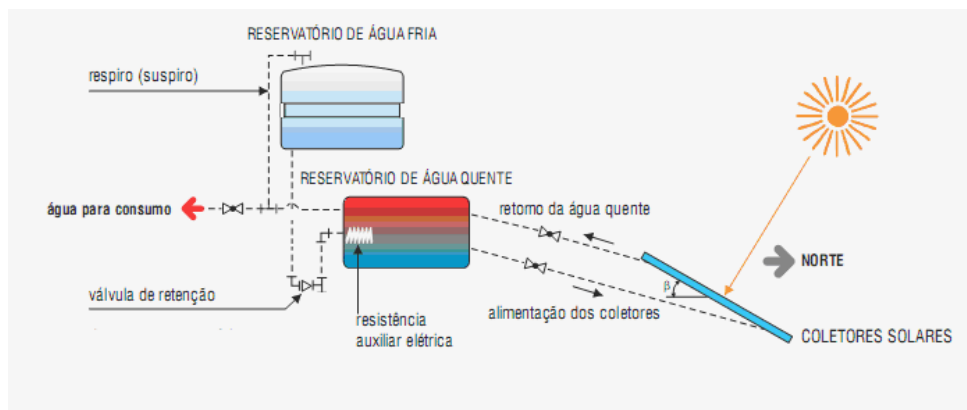 RESERVATÓRIO DE ÁGUA FRIA
respiro (suspiro)
RESERVATÓRIO DE ÁGUA QUENTE
água para consumo
retorno da água quente
NORTE
β
válvula de retenção
alimentação dos coletores
resistência
auxiliar elétrica
COLETORES SOLARES